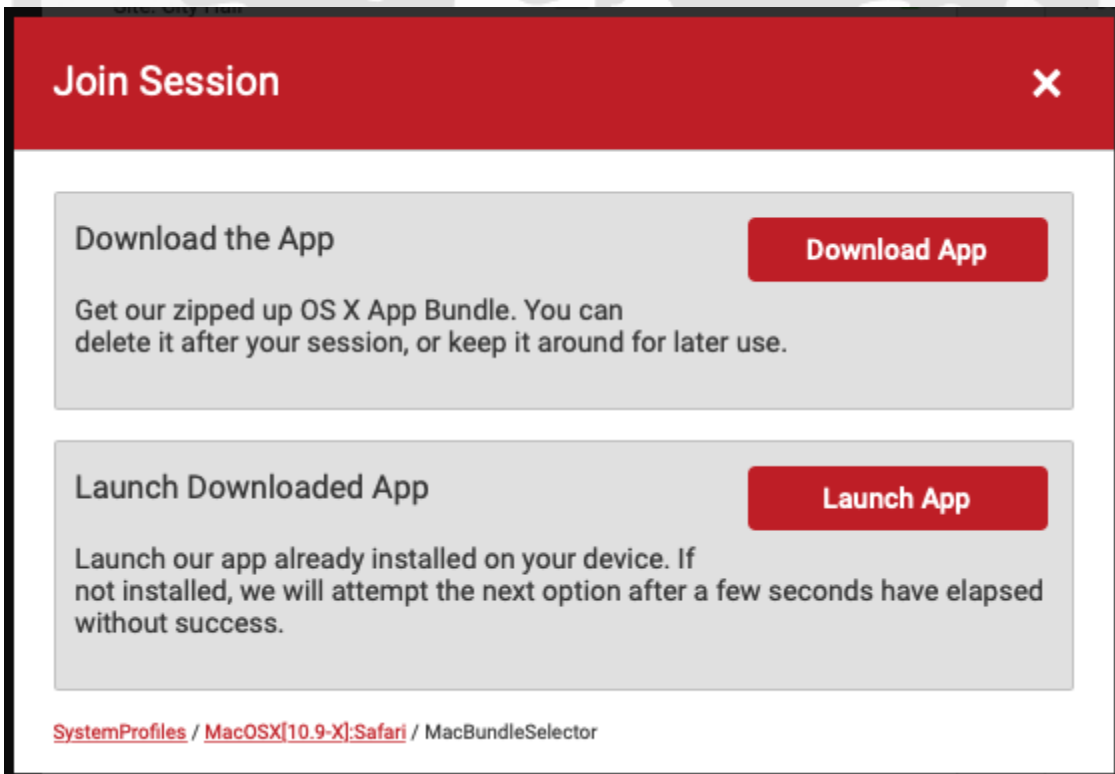 Site: City Hall
Join Session
Download the App
Download App
Get our zipped up OS X App Bundle. You can
delete it after your session, or keep it around for later use.
Launch Downloaded App
Launch App
Launch our app already installed on your device. If
not installed, we will attempt the next option after a few seconds have elapsed
without success.
SystemProfiles / MacOSX[10.9-X]:Safari / MacBundleSelector